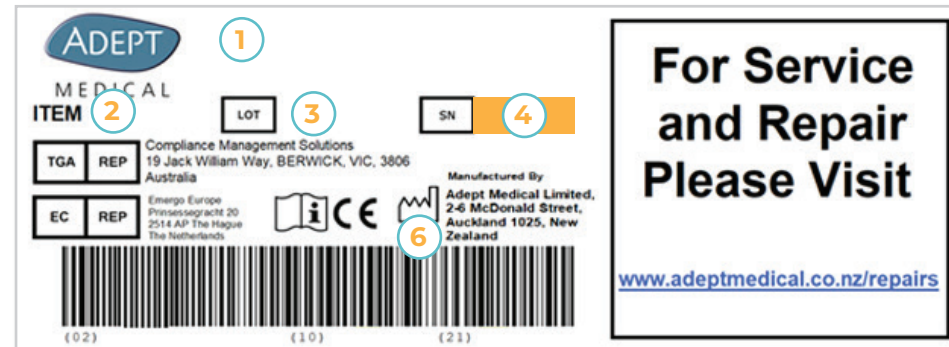 ADEPT
MEDICAL
1
ITEM 2 LOT 3 SN 4
TGA REP
Compliance Management Solutions
19 Jack William Way, BERWICK, VIC, 3806
Australia
EC REP
Emergo Europe
Prinsessegracht 20
2514 AP The Hague
The Netherlands
i CE
6
Manufactured By
Adept Medical Limited,
2-6 McDonald Street,
Auckland 1025, New
Zealand
(02) (10) (21)
For Service
and Repair
Please Visit
www.adeptmedical.co.nz/repairs